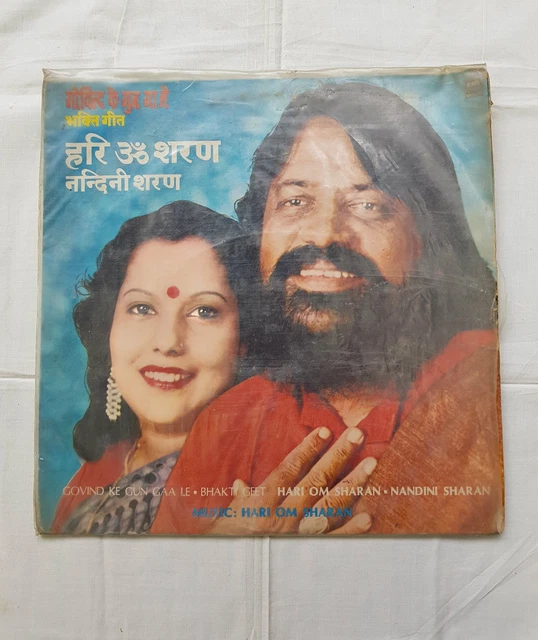 गोविन्द के गुन गा ले
भक्ति गीत
हरि ॐ शरण
नन्दिनी शरण
GOVIND KE GUN GAA LE • BHAKTI GEET HARI OM SHARAN • NANDINI SHARAN
MUSIC: HARI OM SHARAN